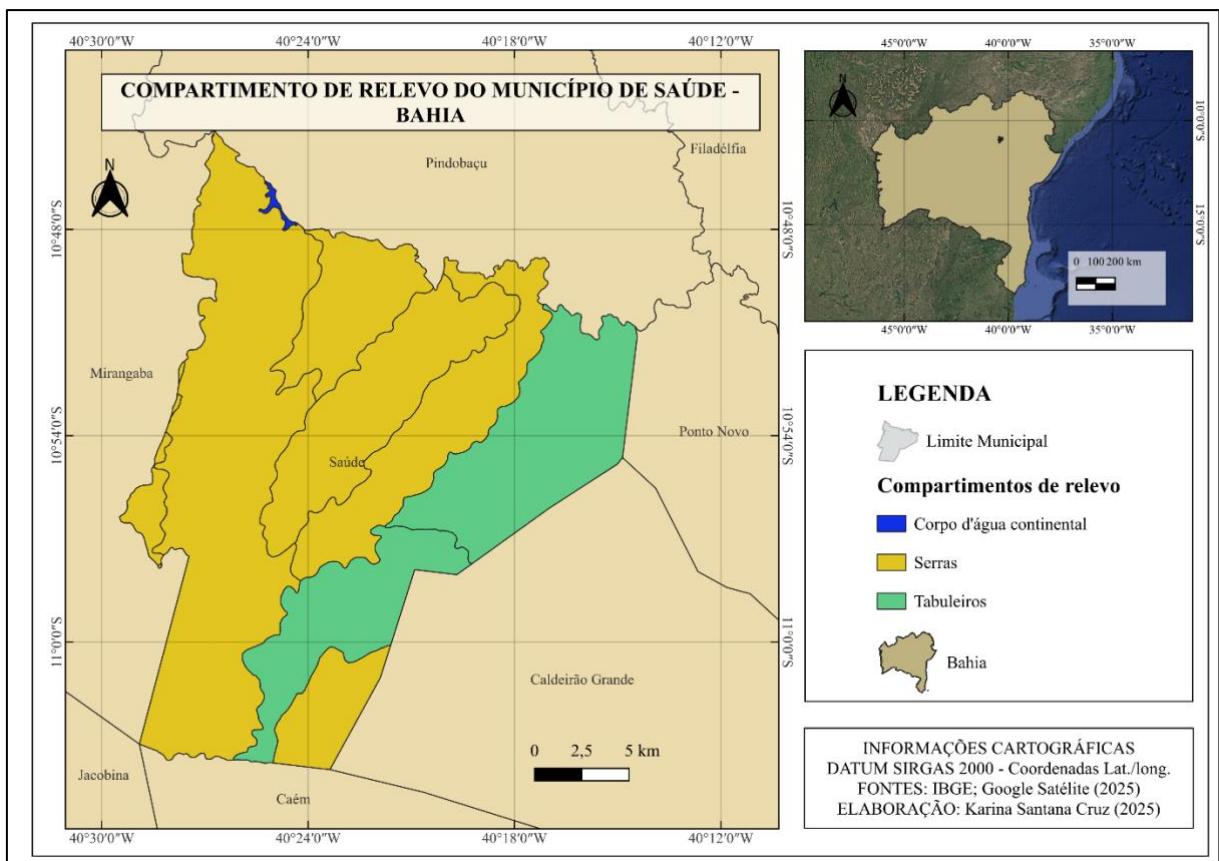 40°30'0"W
40°24'0"W
40°18'0"W
40°12'0"W
COMPARTIMENTO DE RELEVO DO MUNICÍPIO DE SAÚDE -
BAHIA
N
Pindobaçu
Filadélfia
10°48'0"S
10°48'0"S
Mirangaba
Ponto Novo
10°54'0"S
10°54'0"S
Saúde
11°0'0"S
11°0'0"S
Caldeirão Grande
0 2,5 5 km
Jacobina
Caém
40°30'0"W
40°24'0"W
40°18'0"W
40°12'0"W
45°0'0"W
40°0'0"W
35°0'0"W
N
10°0'0"S
15°0'0"S
0 100 200 km
45°0'0"W
40°0'0"W
35°0'0"W
LEGENDA
Limite Municipal
Compartimentos de relevo
Corpo d'água continental
Serras
Tabuleiros
Bahia
INFORMAÇÕES CARTOGRÁFICAS
DATUM SIRGAS 2000 - Coordenadas Lat./long.
FONTES: IBGE; Google Satélite (2025)
ELABORAÇÃO: Karina Santana Cruz (2025)